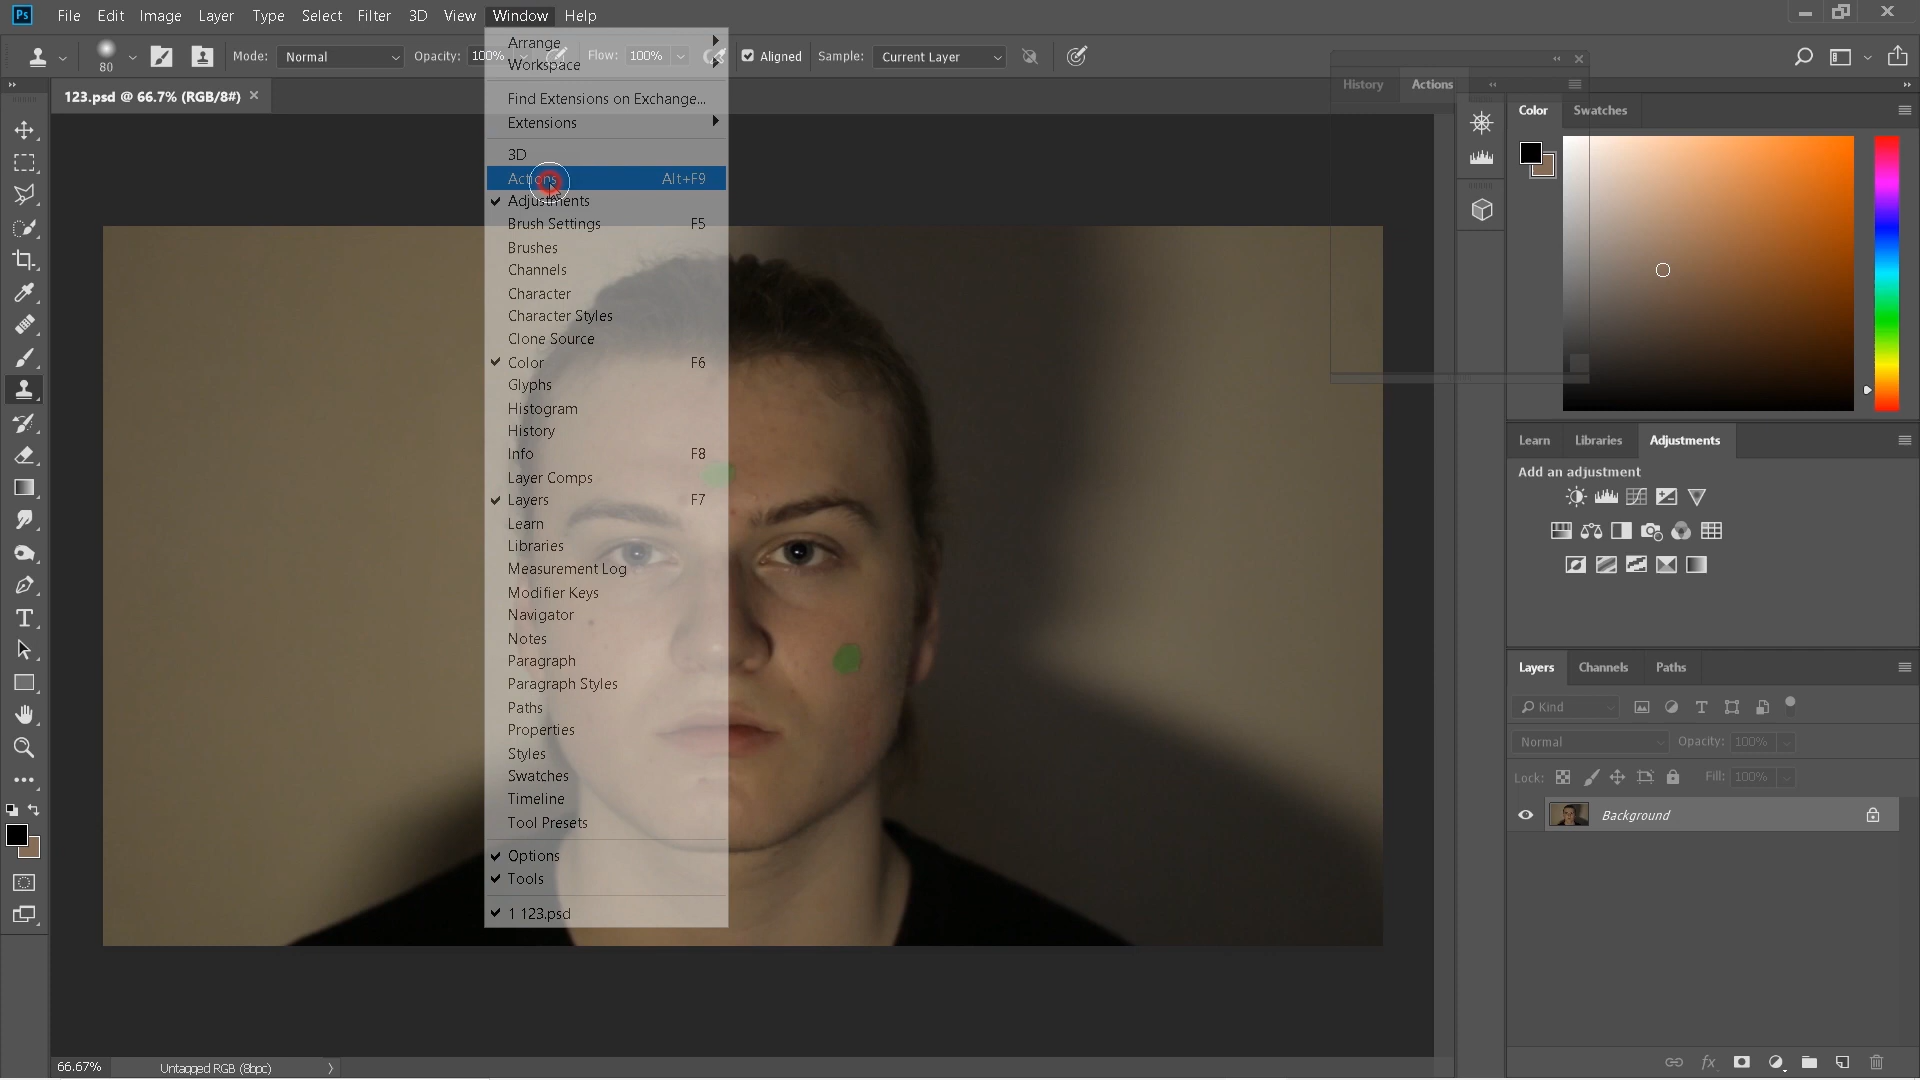 Ps File Edit Image Layer Type Select Filter 3D View Window Help
80 Mode: Normal Opacity: 100% Flow: 100% Aligned Sample: Current Layer
123.psd @ 66.7% (RGB/8#)
Arrange
Workspace
Find Extensions on Exchange...
Extensions
3D
Actions Alt+F9
Adjustments
Brush Settings F5
Brushes
Channels
Character
Character Styles
Clone Source
Color F6
Glyphs
Histogram
History
Info F8
Layer Comps
Layers F7
Learn
Libraries
Measurement Log
Modifier Keys
Navigator
Notes
Paragraph
Paragraph Styles
Paths
Properties
Styles
Swatches
Timeline
Tool Presets
Options
Tools
1 123.psd
History Actions
Color Swatches
Learn Libraries Adjustments
Add an adjustment
Layers Channels Paths
Kind
Normal Opacity: 100%
Lock: Fill: 100%
Background
fx
66.67% Untagged RGB (8bpc)